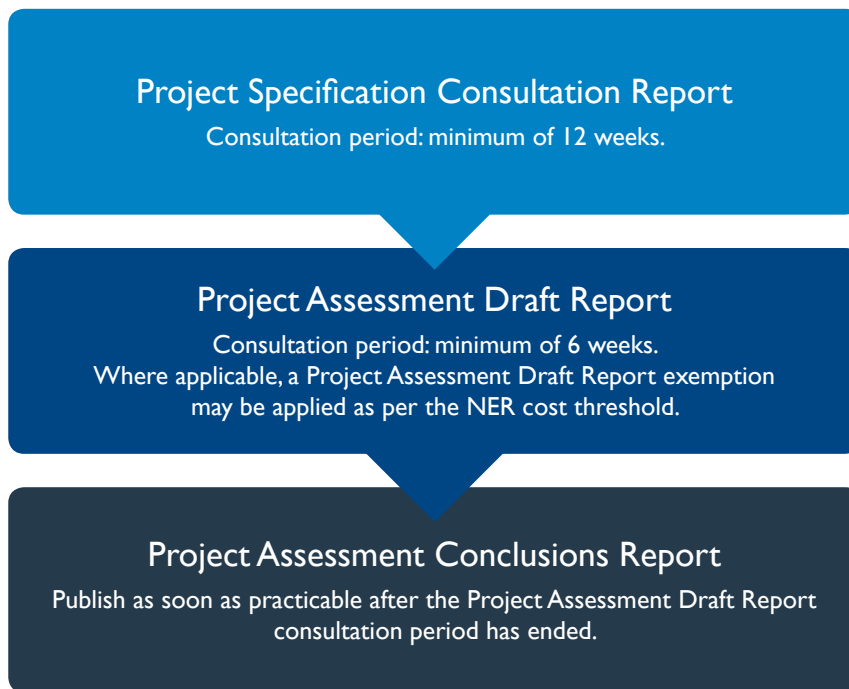 Project Specification Consultation Report
Consultation period: minimum of 12 weeks.
Project Assessment Draft Report
Consultation period: minimum of 6 weeks.
Where applicable, a Project Assessment Draft Report exemption
may be applied as per the NER cost threshold.
Project Assessment Conclusions Report
Publish as soon as practicable after the Project Assessment Draft Report
consultation period has ended.